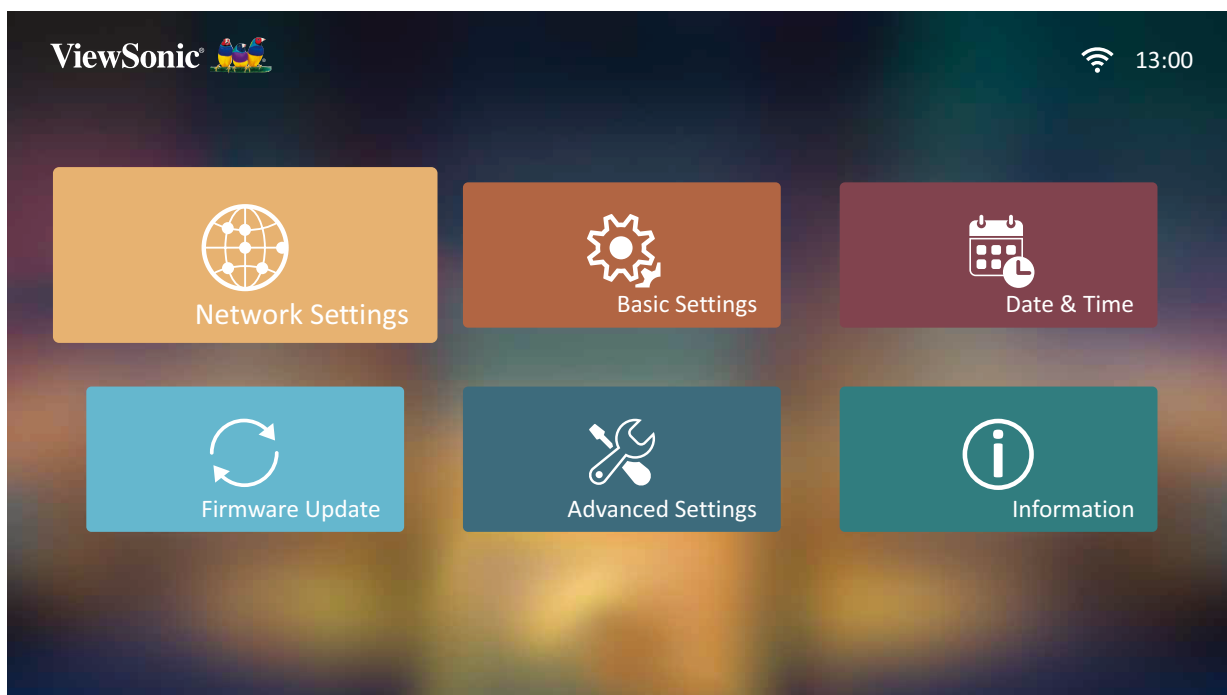 ViewSonic®
13:00
Network Settings
Basic Settings
Date & Time
Firmware Update
Advanced Settings
Information